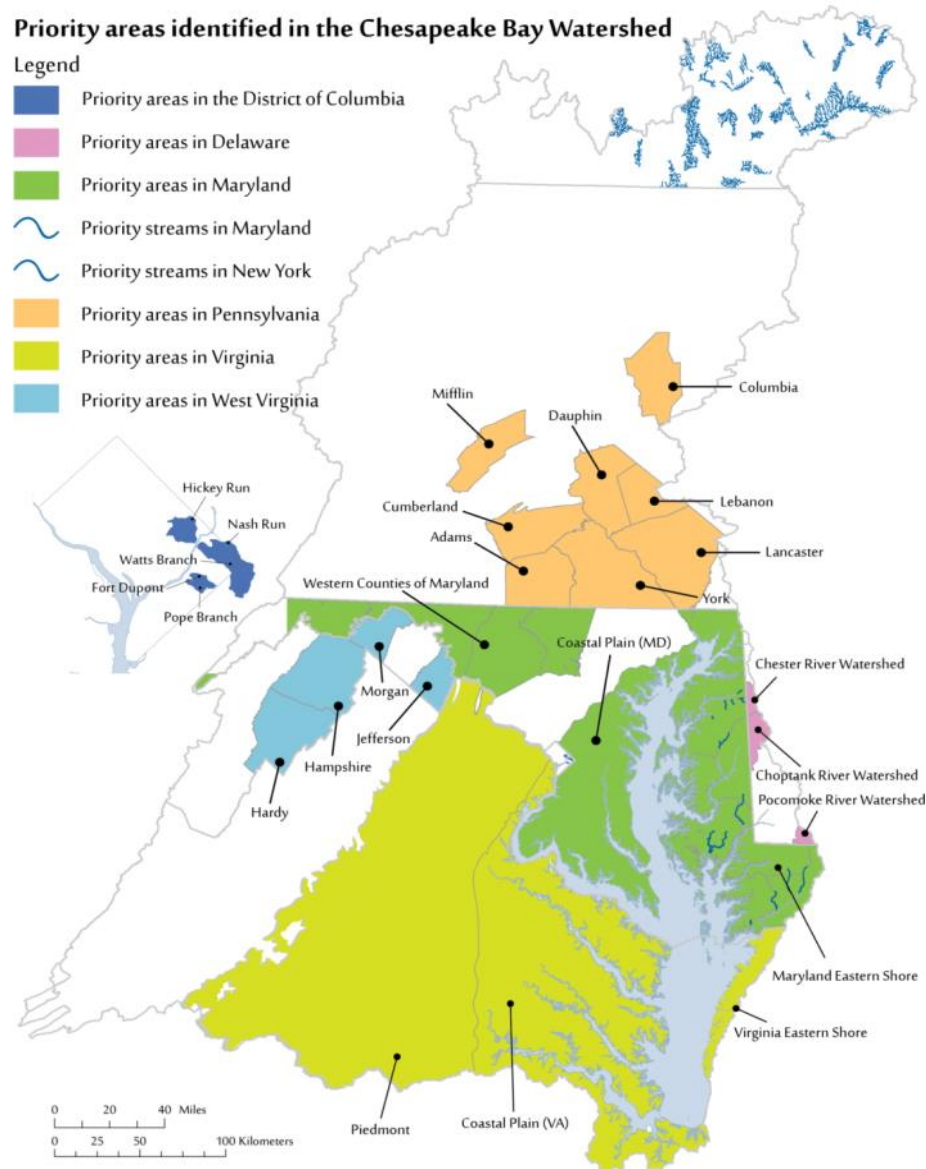 Priority areas identified in the Chesapeake Bay Watershed
Legend
Priority areas in the District of Columbia
Priority areas in Delaware
Priority areas in Maryland
Priority streams in Maryland
Priority streams in New York
Priority areas in Pennsylvania
Priority areas in Virginia
Priority areas in West Virginia
Columbia
Mifflin
Dauphin
Hickey Run
Lebanon
Nash Run
Cumberland
Adams
Watts Branch
Lancaster
Fort Dupont
Western Counties of Maryland
York
Pope Branch
Coastal Plain (MD)
Chester River Watershed
Morgan
Jefferson
Hampshire
Choptank River Watershed
Hardy
Pocomoke River Watershed
Maryland Eastern Shore
Virginia Eastern Shore
Piedmont
Coastal Plain (VA)
0 20 40 Miles
0 25 50 100 Kilometers